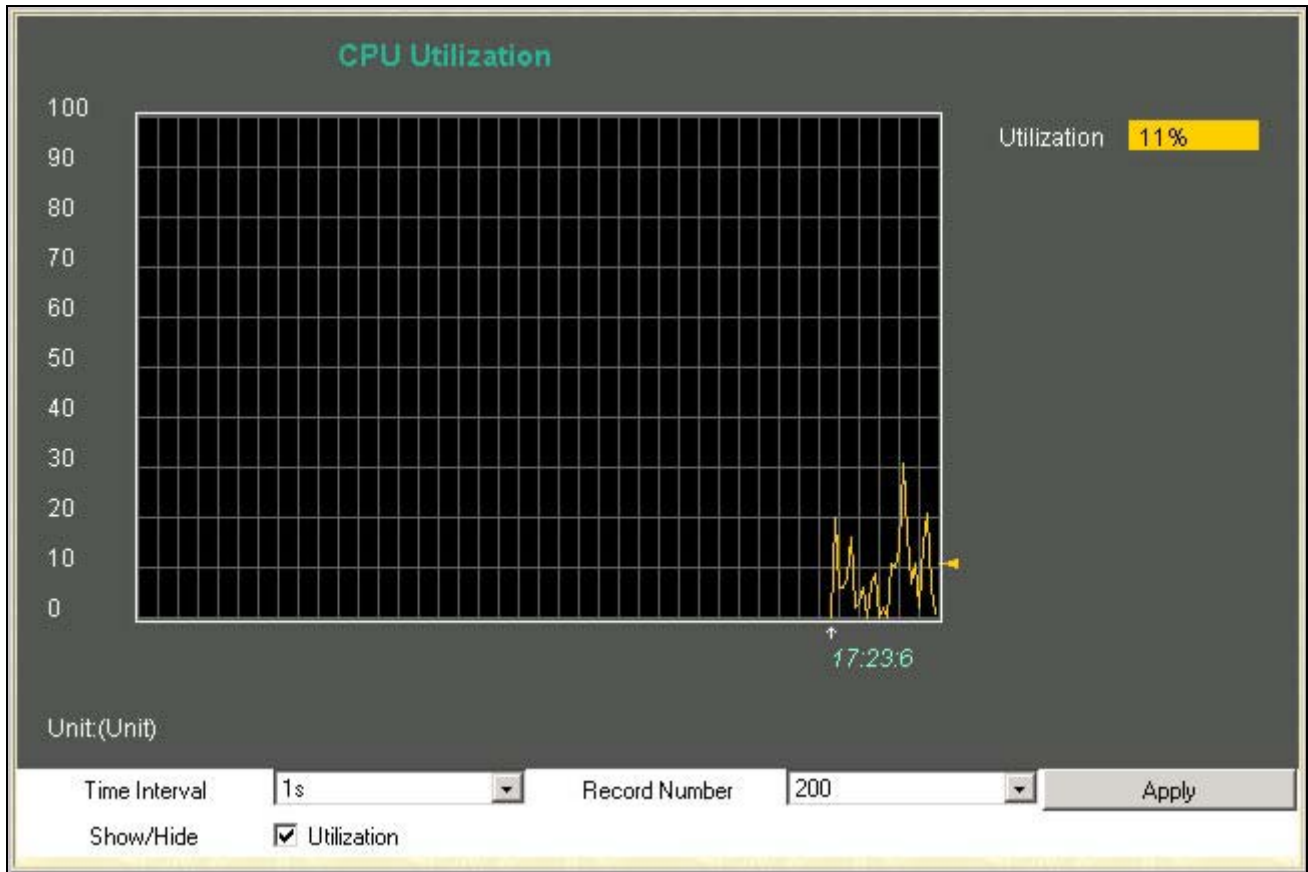 CPU Utilization
100
90
80
70
60
50
40
30
20
10
0
Utilization 11%
17:23:6
Unit:(Unit)
Time Interval 1s Record Number 200 Apply
Show/Hide Utilization